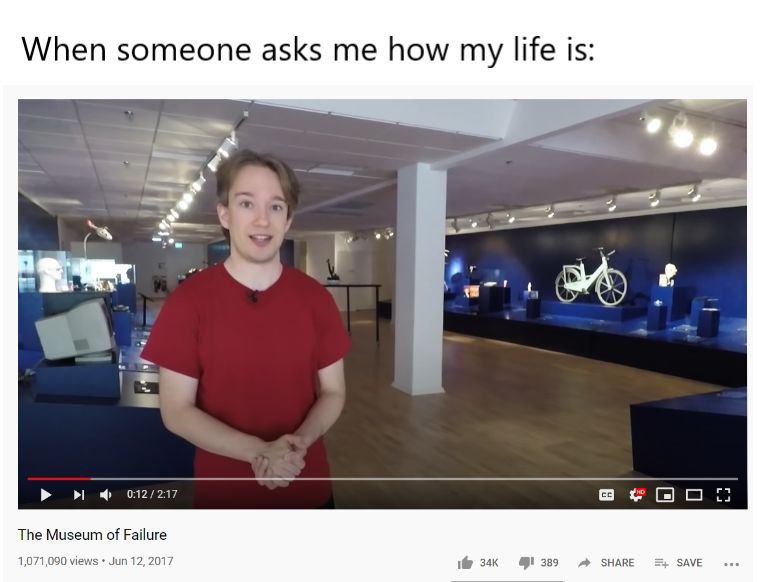 When someone asks me how my life is:
0:12 / 2:17
CC
HD
The Museum of Failure
1,071,090 views • Jun 12, 2017
34K
389
SHARE
SAVE